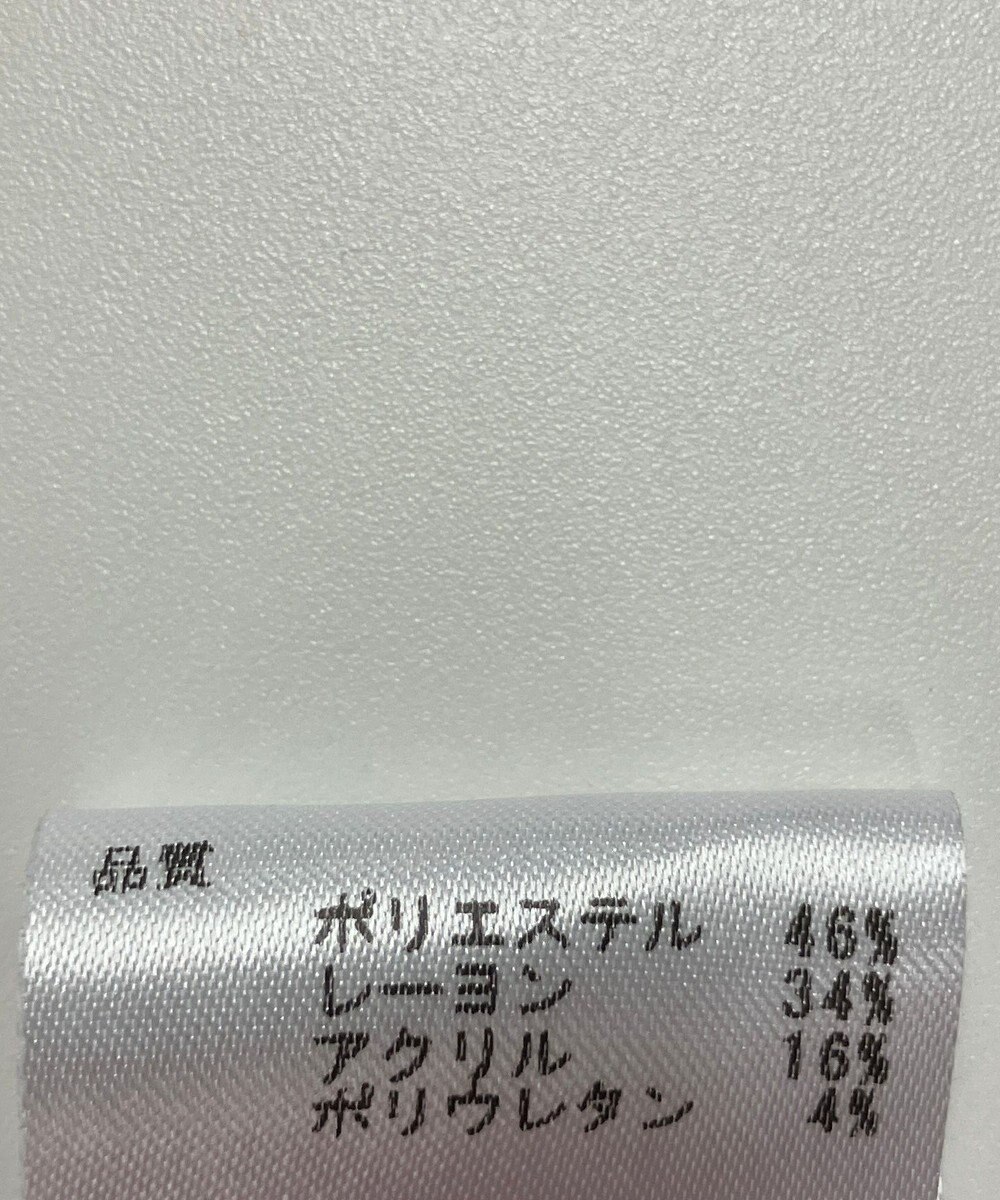 品質
ポリエステル 46%
レーヨン 34%
アクリル 16%
ポリウレタン 4%